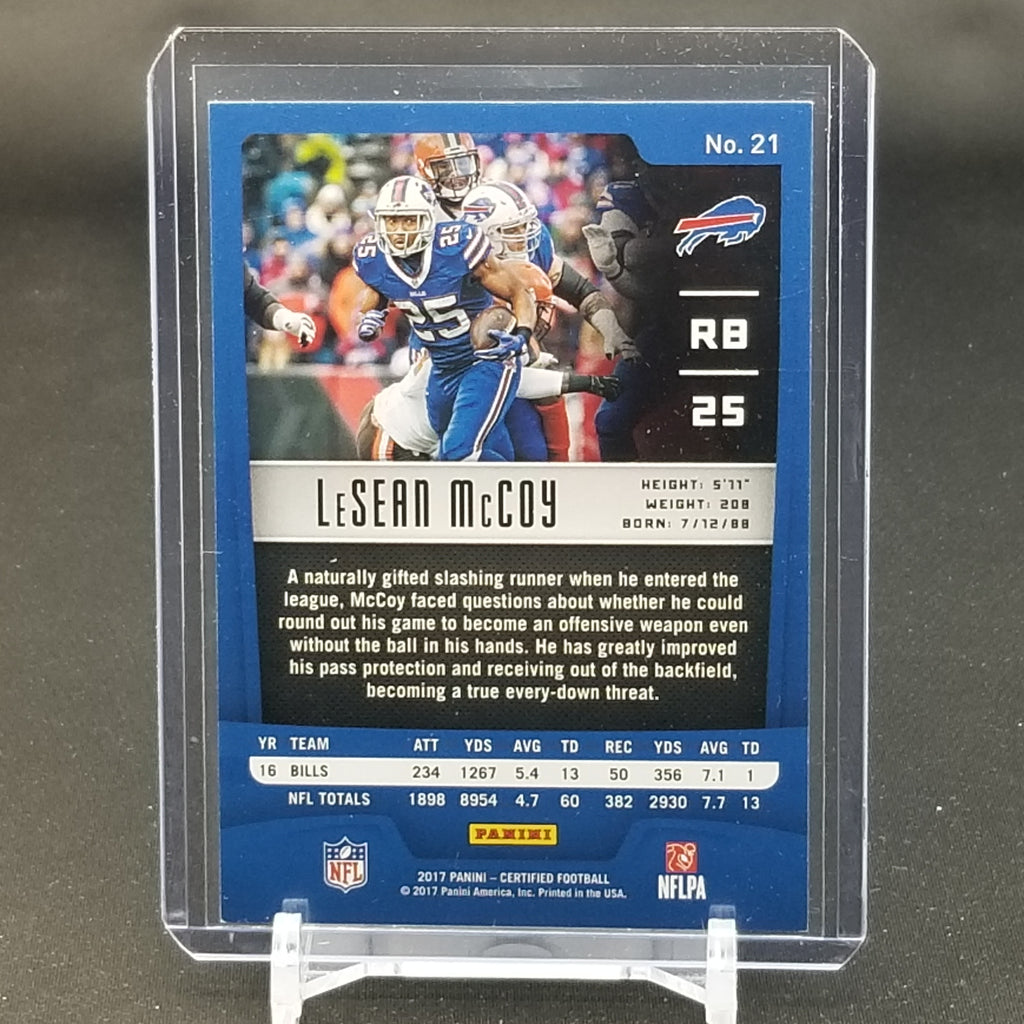 No. 21
25
25
BILLS
25
RB
25
LeSEAN McCOY
HEIGHT: 5'11"
WEIGHT: 208
BORN: 7/12/88
A naturally gifted slashing runner when he entered the
league, McCoy faced questions about whether he could
round out his game to become an offensive weapon even
without the ball in his hands. He has greatly improved
his pass protection and receiving out of the backfield,
becoming a true every-down threat.
YR TEAM ATT YDS AVG TD REC YDS AVG TD
16 BILLS 234 1267 5.4 13 50 356 7.1 1
NFL TOTALS 1898 8954 4.7 60 382 2930 7.7 13
PANINI
NFL
NFLPA
2017 PANINI – CERTIFIED FOOTBALL
© 2017 Panini America, Inc. Printed in the USA.